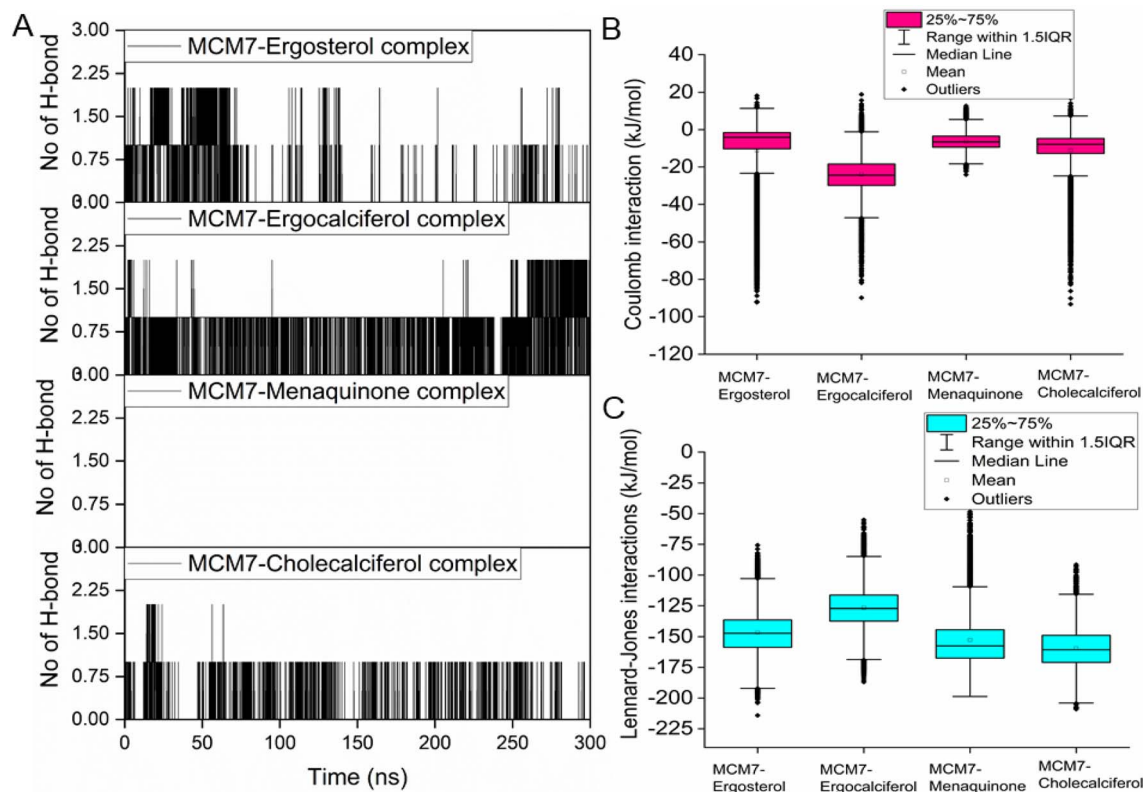 A
3.00
2.25
1.50
0.75
0.00
No of H-bond
MCM7-Ergosterol complex
3.00
2.25
1.50
0.75
0.00
No of H-bond
MCM7-Ergocalciferol complex
3.00
2.25
1.50
0.75
0.00
No of H-bond
MCM7-Menaquinone complex
3.00
2.25
1.50
0.75
0.00
No of H-bond
MCM7-Cholecalciferol complex
0 50 100 150 200 250 300
Time (ns)
B
25%~75%
Range within 1.5IQR
Median Line
Mean
Outliers
40
20
0
-20
-40
-60
-80
-100
-120
Coulomb interaction (kJ/mol)
MCM7-
Ergosterol
MCM7-
Ergocalciferol
MCM7-
Menaquinone
MCM7-
Cholecalciferol
C
25%~75%
Range within 1.5IQR
Median Line
Mean
Outliers
0
-25
-50
-75
-100
-125
-150
-175
-200
-225
Lennard-Jones interactions (kJ/mol)
MCM7-
Ergosterol
MCM7-
Ergocalciferol
MCM7-
Menaquinone
MCM7-
Cholecalciferol